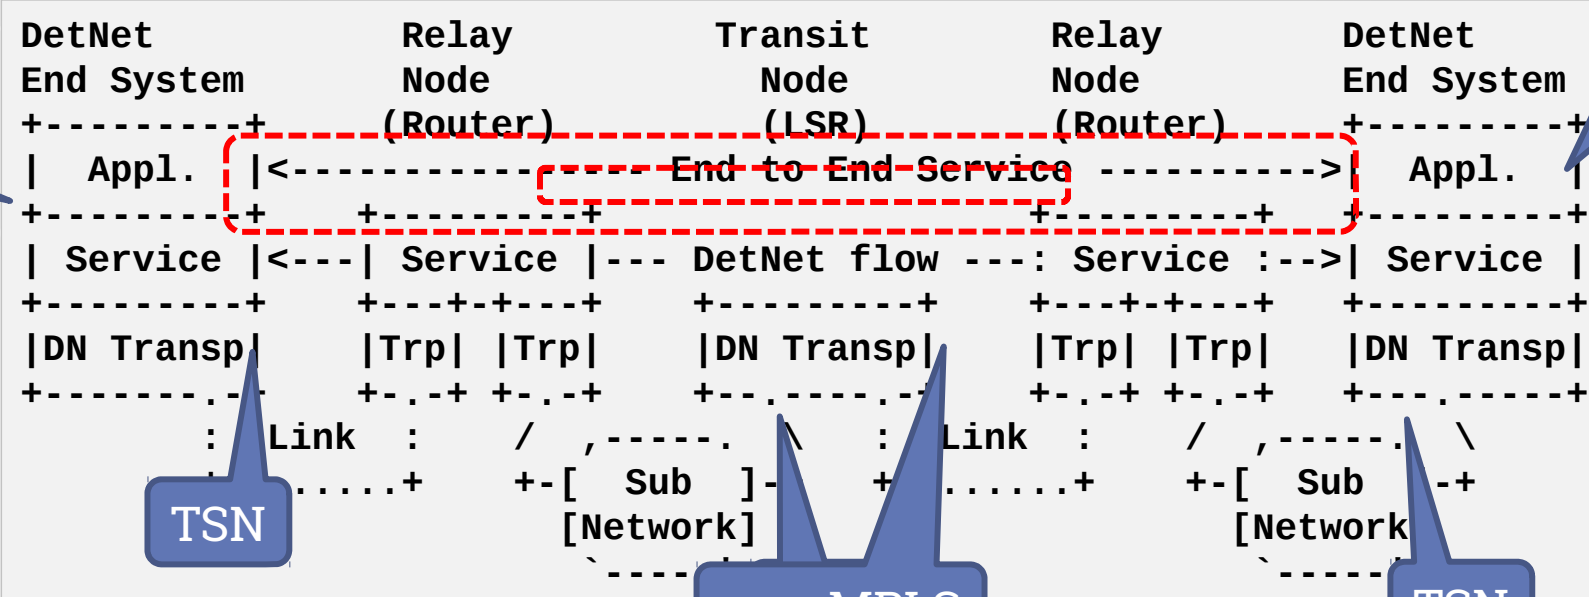 DetNet Relay Transit Relay DetNet
End System Node Node Node End System
+---------+ (Router) (LSR) (Router) +---------+
| Appl. |<---------------- End to End Service ---------->| Appl. |
+---------+ +---------+ +---------+ +---------+
| Service |<---| Service |--- DetNet flow ---: Service :-->| Service |
+---------+ +---+-+---+ +---------+ +---+-+---+ +---------+
|DN Transp| |Trp| |Trp| |DN Transp| |Trp| |Trp| |DN Transp|
+-------.-+ +-.-+ +-.-+ +--.----.-+ +-.-+ +-.-+ +---.-----+
: Link : / ,-----. \ : Link : / ,-----. \
.....+ +-[ Sub ]- + ......+ +-[ Sub -+
[Network] [Network
`---- `-----
TSN
MPLS
TSN